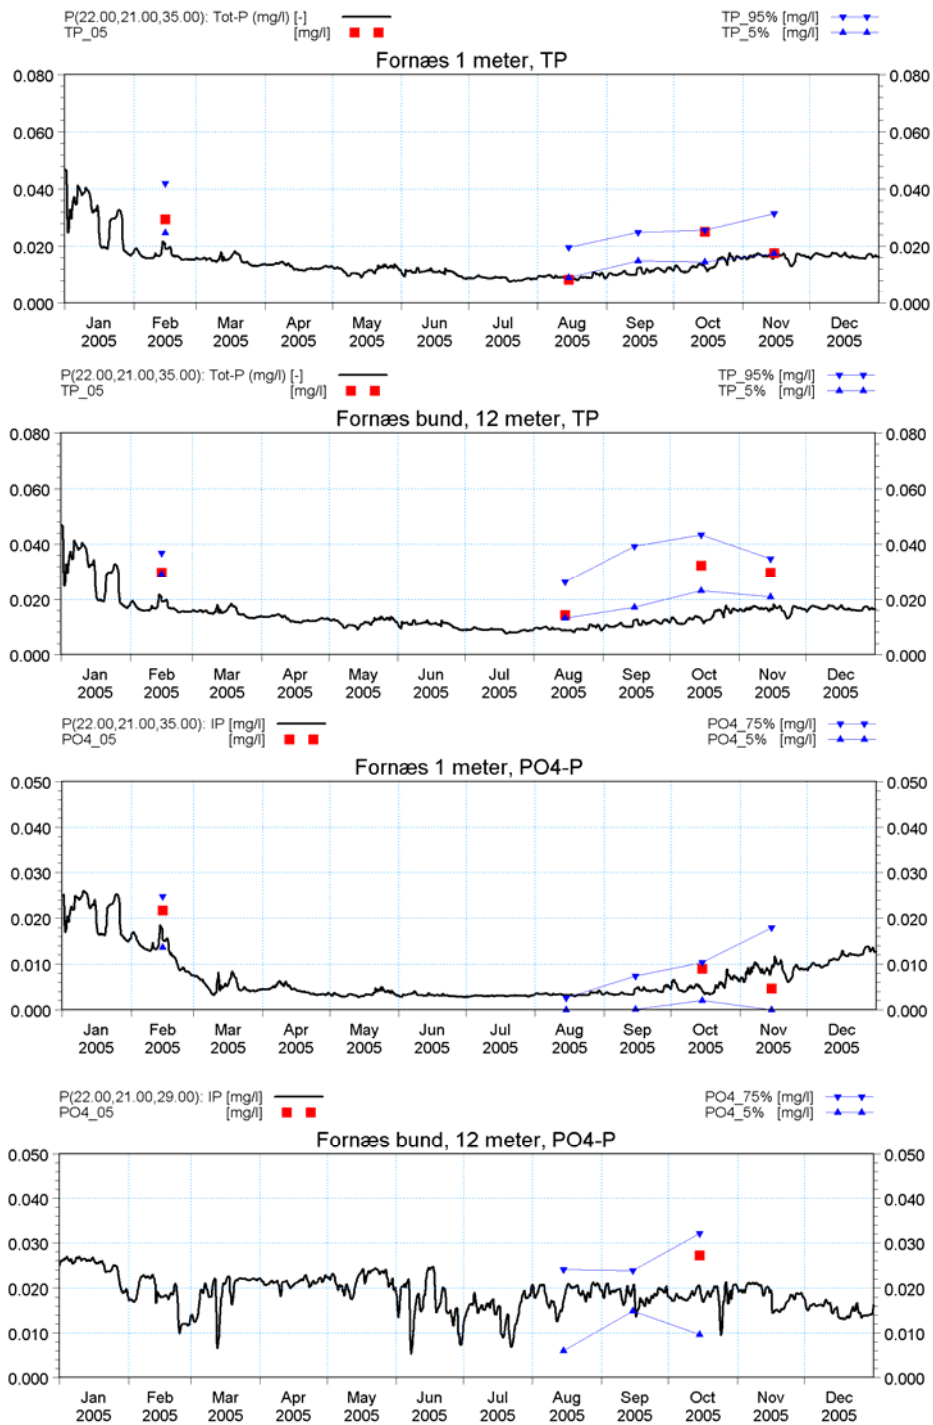 P(22.00,21.00,35.00): Tot-P (mg/l) [-] TP_95% [mg/l]
TP_05 [mg/l] TP_5% [mg/l]
Fornæs 1 meter, TP
0.080 0.080
0.060 0.060
0.040 0.040
0.020 0.020
0.000 0.000
Jan Feb Mar Apr May Jun Jul Aug Sep Oct Nov Dec
2005 2005 2005 2005 2005 2005 2005 2005 2005 2005 2005 2005
P(22.00,21.00,35.00): Tot-P (mg/l) [-] TP_95% [mg/l]
TP_05 [mg/l] TP_5% [mg/l]
Fornæs bund, 12 meter, TP
0.080 0.080
0.060 0.060
0.040 0.040
0.020 0.020
0.000 0.000
Jan Feb Mar Apr May Jun Jul Aug Sep Oct Nov Dec
2005 2005 2005 2005 2005 2005 2005 2005 2005 2005 2005 2005
P(22.00,21.00,35.00): IP [mg/l] PO4_75% [mg/l]
PO4_05 [mg/l] PO4_5% [mg/l]
Fornæs 1 meter, PO4-P
0.050 0.050
0.040 0.040
0.030 0.030
0.020 0.020
0.010 0.010
0.000 0.000
Jan Feb Mar Apr May Jun Jul Aug Sep Oct Nov Dec
2005 2005 2005 2005 2005 2005 2005 2005 2005 2005 2005 2005
P(22.00,21.00,29.00): IP [mg/l] PO4_75% [mg/l]
PO4_05 [mg/l] PO4_5% [mg/l]
Fornæs bund, 12 meter, PO4-P
0.050 0.050
0.040 0.040
0.030 0.030
0.020 0.020
0.010 0.010
0.000 0.000
Jan Feb Mar Apr May Jun Jul Aug Sep Oct Nov Dec
2005 2005 2005 2005 2005 2005 2005 2005 2005 2005 2005 2005